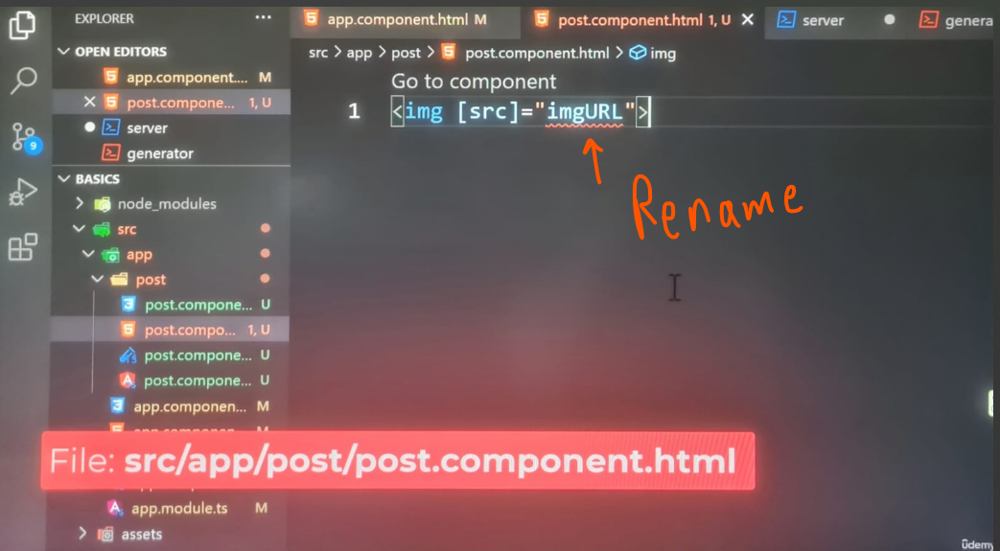 EXPLORER
app.component.html M
post.component.html 1, U
server
genera
OPEN EDITORS
app.component.... M
post.compone... 1, U
server
generator
src > app > post > post.component.html > img
Go to component
1 <img [src]="imgURL">
Rename
9
BASICS
node_modules
src
app
post
post.compone... U
post.compo... 1, U
post.compone... U
post.compone... U
app.componen... M
File: src/app/post/post.component.html
app.module.ts M
assets
ûdemy